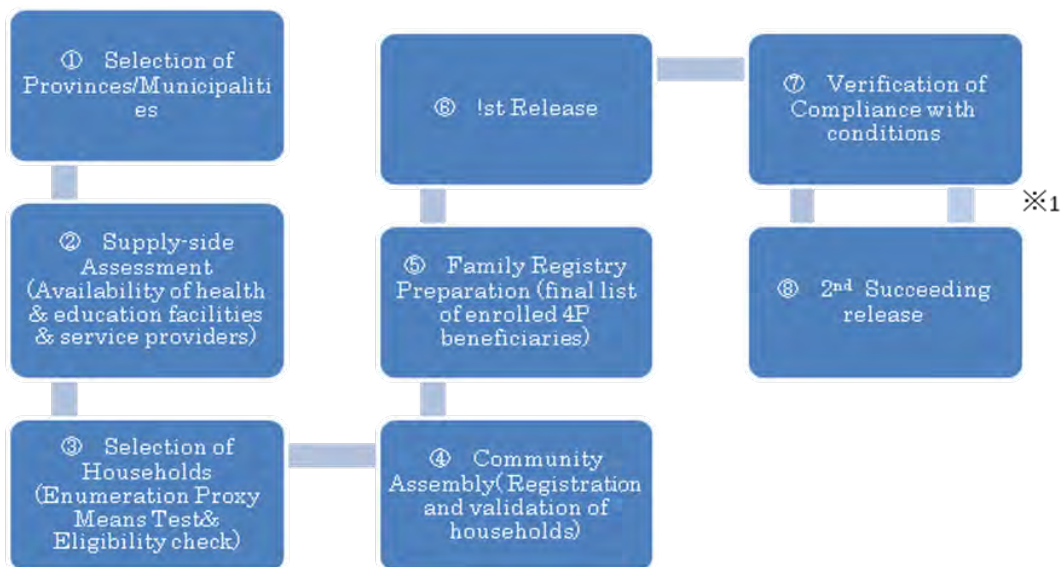 ① Selection of
Provinces/Municipaliti
es
② Supply-side
Assessment
(Availability of health
& education facilities
& service providers)
③ Selection of
Households
(Enumeration Proxy
Means Test&
Eligibility check)
④ Community
Assembly( Registration
and validation of
households)
⑤ Family Registry
Preparation (final list
of enrolled 4P
beneficiaries)
⑥ !st Release
⑦ Verification of
Compliance with
conditions
※1
⑧ 2nd Succeeding
release